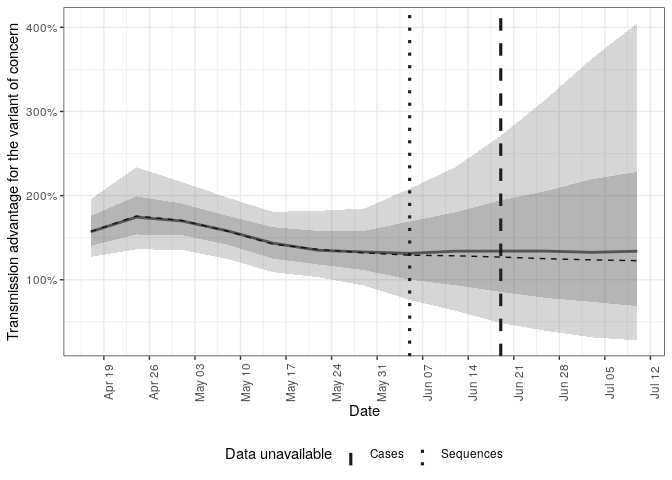 Transmission advantage for the variant of concern
400%
300%
200%
100%
Apr 19
Apr 26
May 03
May 10
May 17
May 24
May 31
Jun 07
Jun 14
Jun 21
Jun 28
Jul 05
Jul 12
Date
Data unavailable Cases Sequences